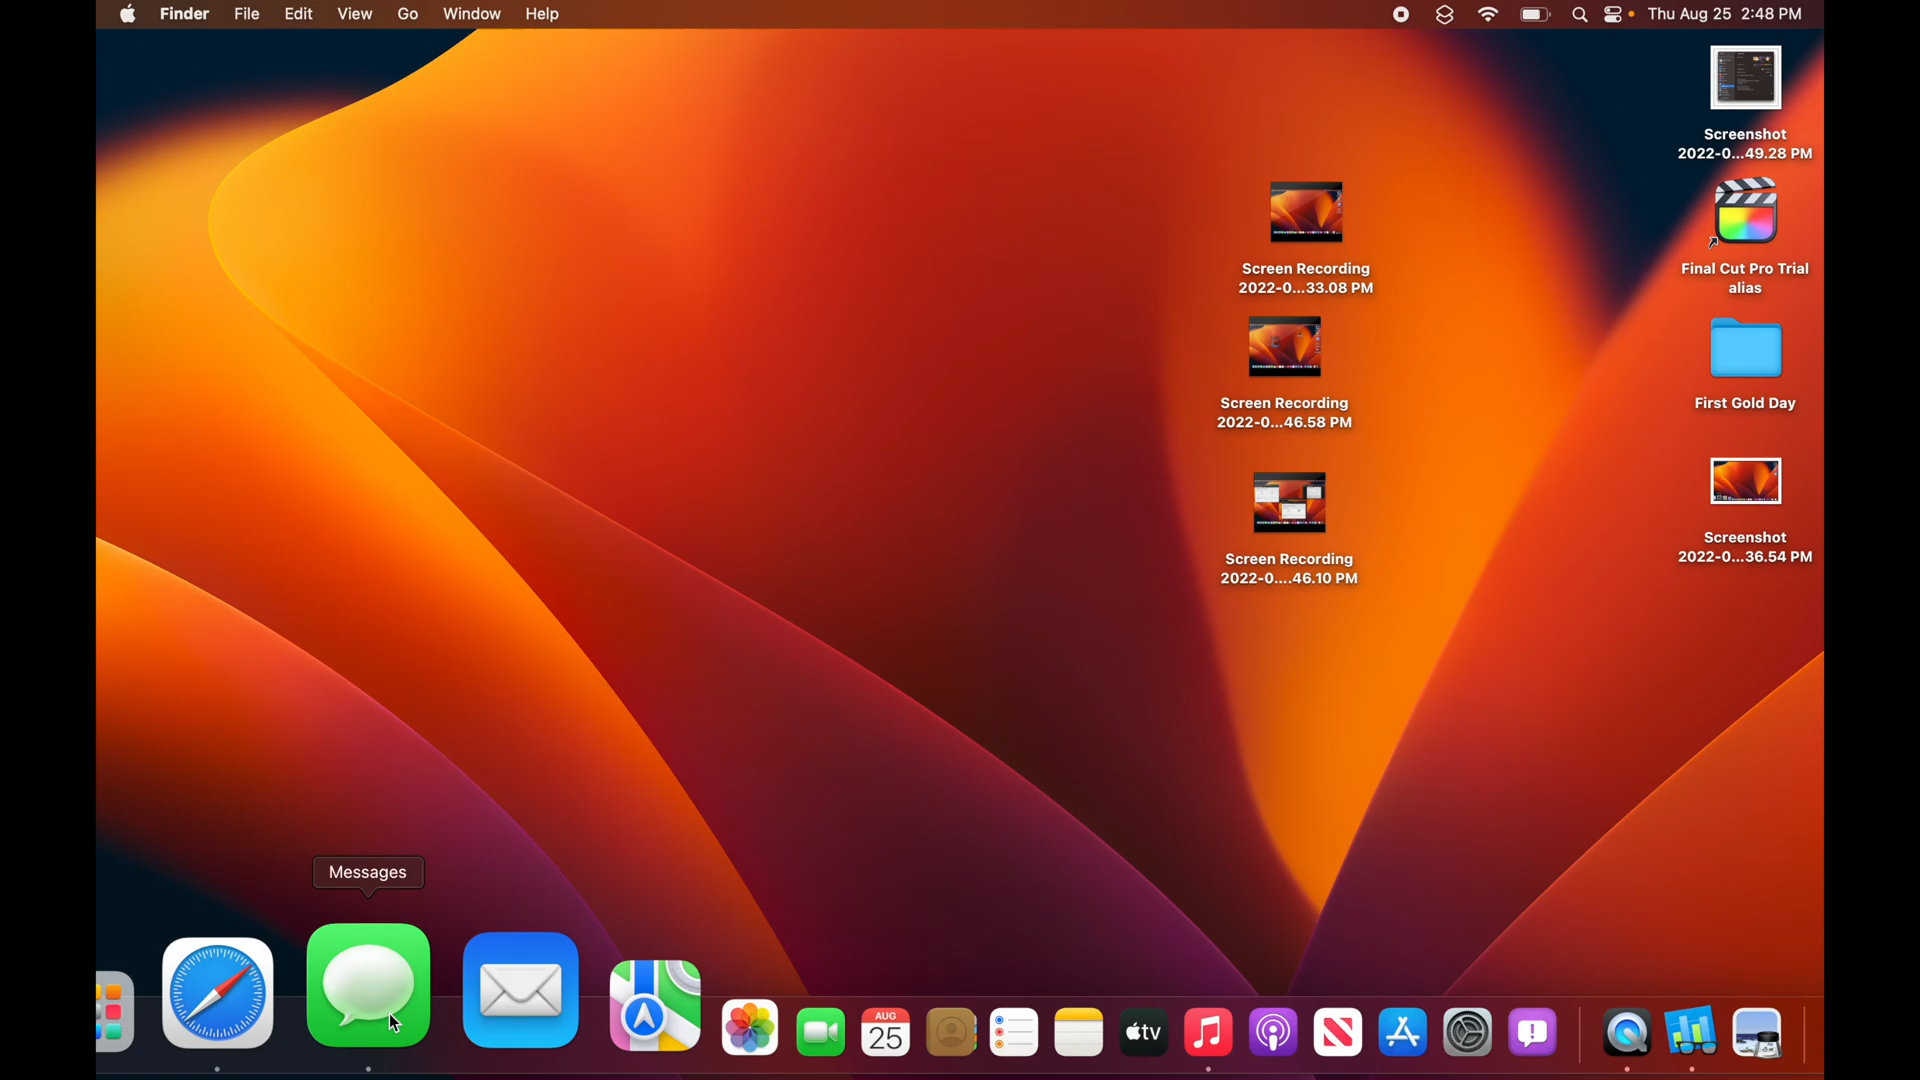 Finder File Edit View Go Window Help Thu Aug 25 2:48 PM
Screenshot
2022-0...49.28 PM
Final Cut Pro Trial
alias
First Gold Day
Screenshot
2022-0...36.54 PM
Screen Recording
2022-0...33.08 PM
Screen Recording
2022-0...46.58 PM
Screen Recording
2022-0....46.10 PM
Messages
AUG
25
tv